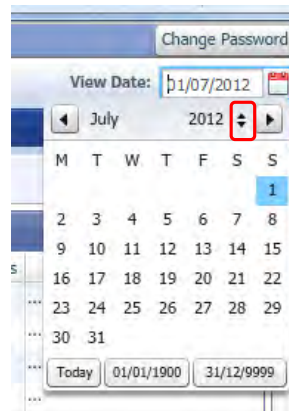 Change Password
View Date: 01/07/2012
July 2012
M T W T F S S
1
2 3 4 5 6 7 8
9 10 11 12 13 14 15
s
16 17 18 19 20 21 22
... 23 24 25 26 27 28 29
... 30 31
... Today 01/01/1900 31/12/9999
...